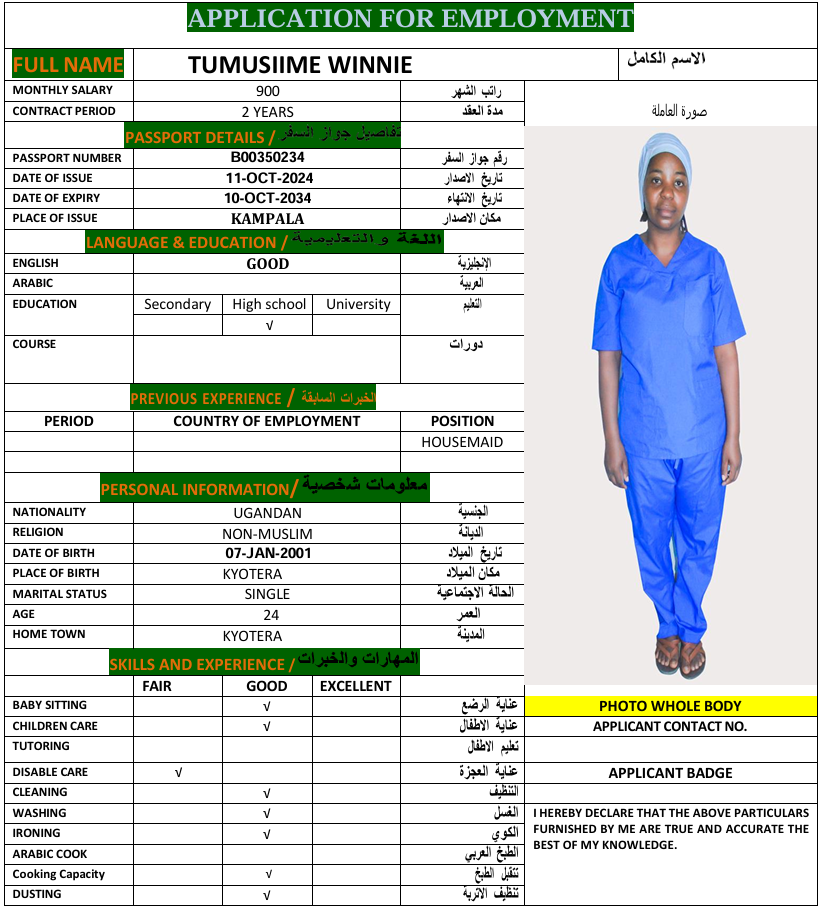 APPLICATION FOR EMPLOYMENT
FULL NAME TUMUSIIME WINNIE الاسم الكامل
MONTHLY SALARY 900 راتب الشهر
CONTRACT PERIOD 2 YEARS مدة العقد
صورة العاملة
PASSPORT DETAILS / تفاصيل جواز السفر
PASSPORT NUMBER B00350234 رقم جواز السفر
DATE OF ISSUE 11-OCT-2024 تاريخ الاصدار
DATE OF EXPIRY 10-OCT-2034 تاريخ الانتهاء
PLACE OF ISSUE KAMPALA مكان الاصدار
LANGUAGE & EDUCATION / اللغة و التعليمية
ENGLISH GOOD الإنجليزية
ARABIC العربية
EDUCATION Secondary High school University التعليم
√
COURSE دورات
PREVIOUS EXPERIENCE / الخبرات السابقة
PERIOD COUNTRY OF EMPLOYMENT POSITION
HOUSEMAID
PERSONAL INFORMATION/ معلومات شخصية
NATIONALITY UGANDAN الجنسية
RELIGION NON-MUSLIM الديانة
DATE OF BIRTH 07-JAN-2001 تاريخ الميلاد
PLACE OF BIRTH KYOTERA مكان الميلاد
MARITAL STATUS SINGLE الحالة الاجتماعية
AGE 24 العمر
HOME TOWN KYOTERA المدينة
SKILLS AND EXPERIENCE / المهارات والخبرات
FAIR GOOD EXCELLENT
BABY SITTING √ عناية الرضع
CHILDREN CARE √ عناية الاطفال
TUTORING تعليم الاطفال
DISABLE CARE √ عناية العجزة
CLEANING √ التنظيف
WASHING √ الغسل
IRONING √ الكوي
ARABIC COOK الطبخ العربي
Cooking Capacity √ تتقبل الطبخ
DUSTING √ تنظيف الاتربة
PHOTO WHOLE BODY
APPLICANT CONTACT NO.
APPLICANT BADGE
I HEREBY DECLARE THAT THE ABOVE PARTICULARS
FURNISHED BY ME ARE TRUE AND ACCURATE THE
BEST OF MY KNOWLEDGE.